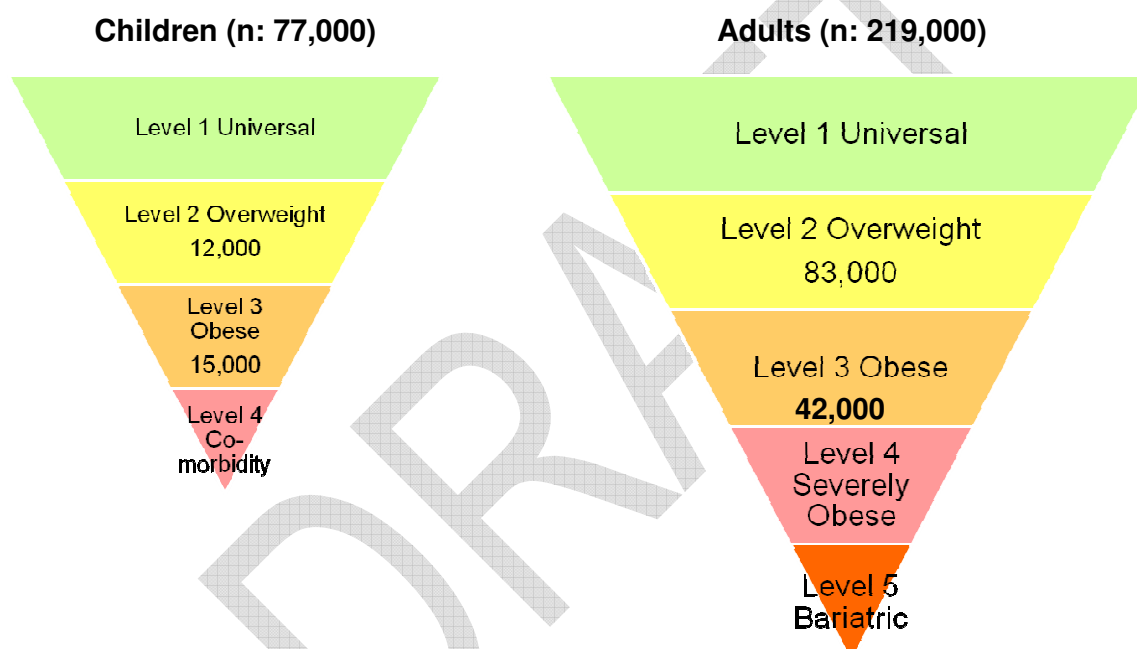 Children (n: 77,000)
Level 1 Universal
Level 2 Overweight
12,000
Level 3
Obese
15,000
Level 4
Co-
morbidity
Adults (n: 219,000)
Level 1 Universal
Level 2 Overweight
83,000
Level 3 Obese
42,000
Level 4
Severely
Obese
Level 5
Bariatric
DRAFT